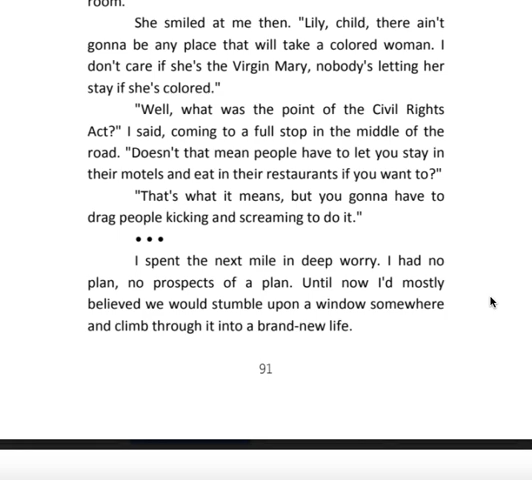 room.
She smiled at me then. "Lily, child, there ain't
gonna be any place that will take a colored woman. I
don't care if she's the Virgin Mary, nobody's letting her
stay if she's colored."
"Well, what was the point of the Civil Rights
Act?" I said, coming to a full stop in the middle of the
road. "Doesn't that mean people have to let you stay in
their motels and eat in their restaurants if you want to?"
"That's what it means, but you gonna have to
drag people kicking and screaming to do it."
• • •
I spent the next mile in deep worry. I had no
plan, no prospects of a plan. Until now I'd mostly
believed we would stumble upon a window somewhere
and climb through it into a brand-new life.
91